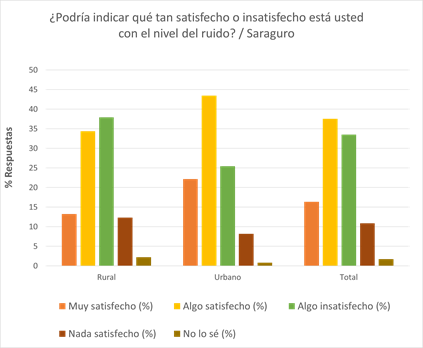 ¿Podría indicar qué tan satisfecho o insatisfecho está usted
con el nivel del ruido? / Saraguro
% Respuestas
50
45
40
35
30
25
20
15
10
5
0
Rural Urbano Total
Muy satisfecho (%) Algo satisfecho (%) Algo insatisfecho (%)
Nada satisfecho (%) No lo sé (%)